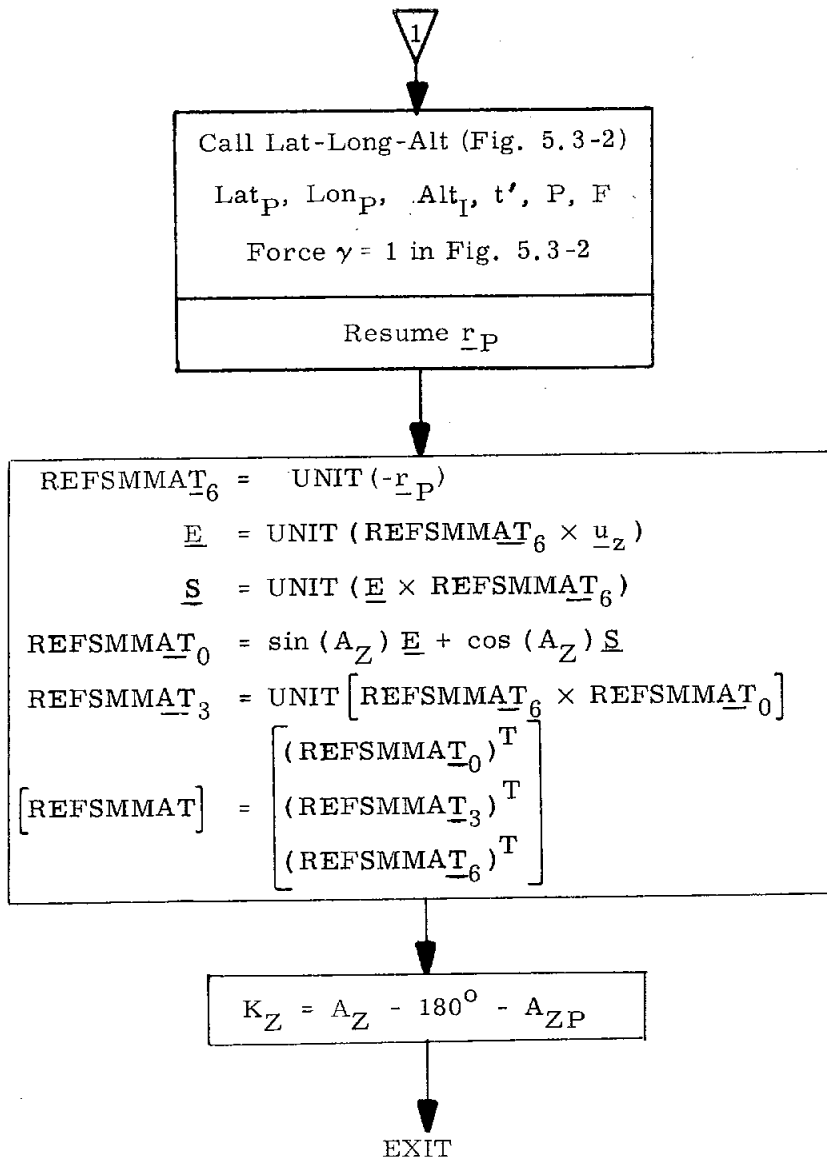 1
Call Lat-Long-Alt (Fig. 5.3-2)
Lat_P, Lon_P, Alt_I, t′, P, F
Force γ = 1 in Fig. 5.3-2
Resume r_P
REFSMMAT_6 = UNIT (-r_P)
E = UNIT (REFSMMAT_6 × u_z)
S = UNIT (E × REFSMMAT_6)
REFSMMAT_0 = sin (A_Z) E + cos (A_Z) S
REFSMMAT_3 = UNIT [REFSMMAT_6 × REFSMMAT_0]
[REFSMMAT] = [(REFSMMAT_0)^T
(REFSMMAT_3)^T
(REFSMMAT_6)^T]
K_Z = A_Z - 180° - A_ZP
EXIT